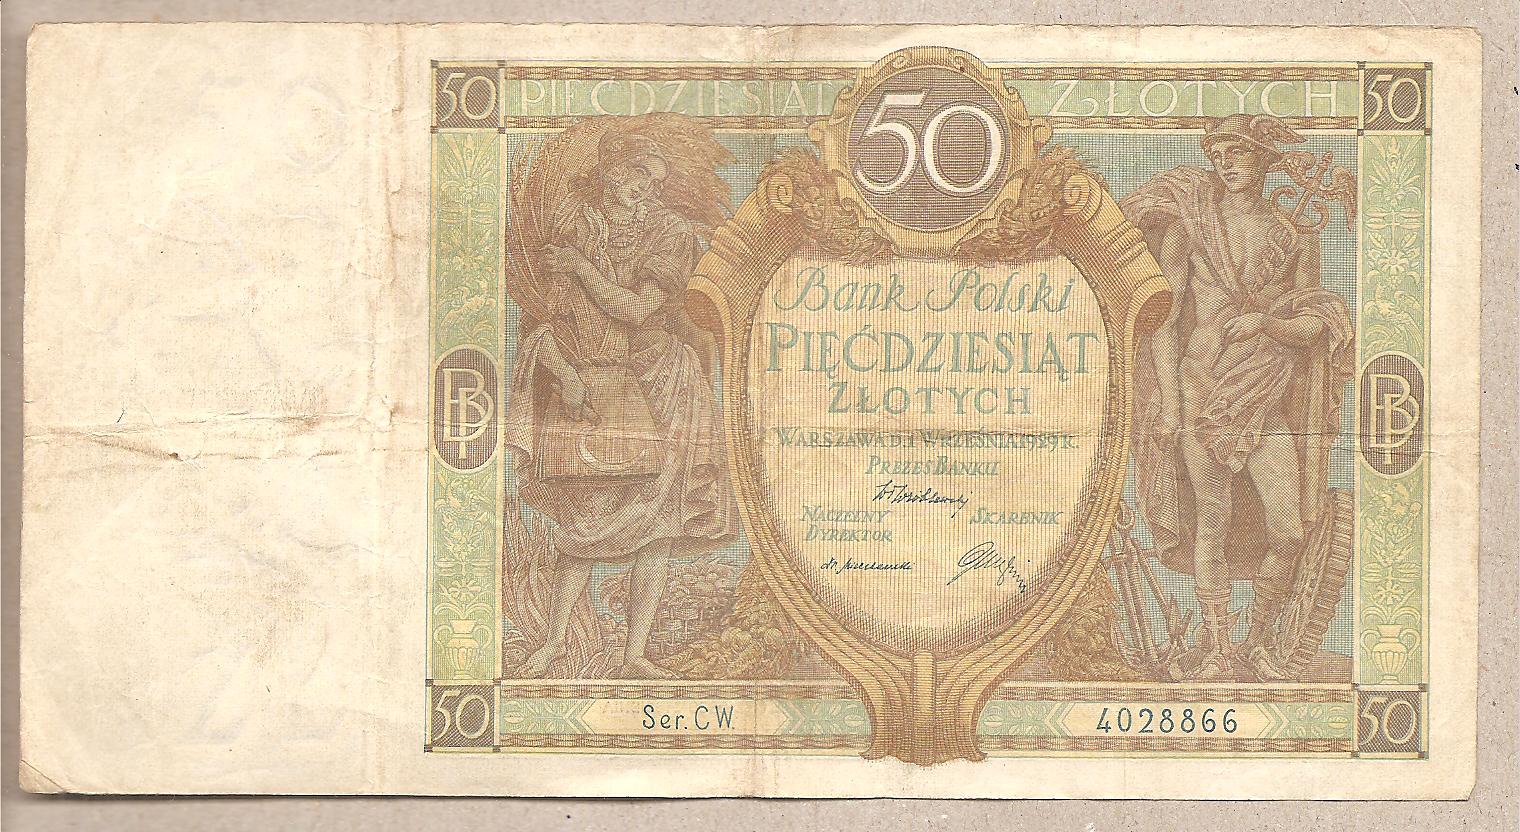 50 PIĘĆDZIESIĄT 50 ZŁOTYCH 50
Bank Polski
PIĘĆDZIESIĄT
ZŁOTYCH
WARSZAWA D. 1 WRZEŚNIA 1929 R.
BP BP
PREZES BANKU
NACZELNY SKARBNIK
DYREKTOR
50 Ser. CW. 4028866 50